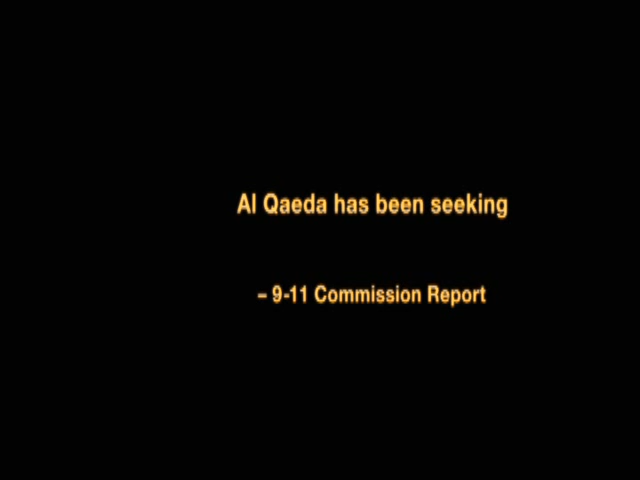 Al Qaeda has been seeking
– 9-11 Commission Report